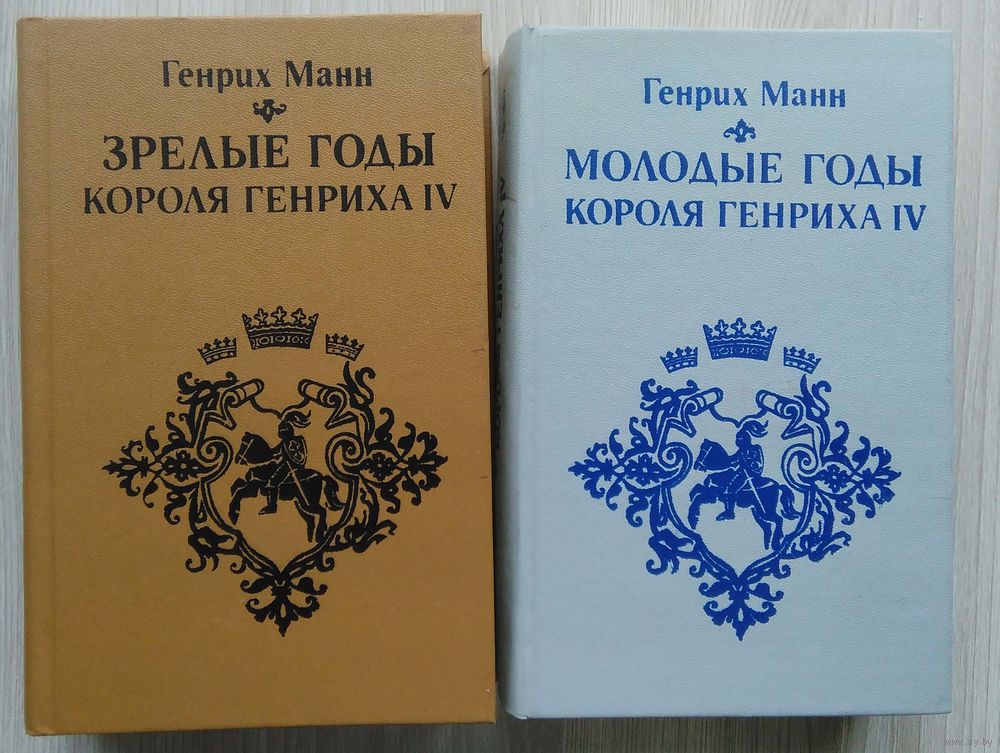 Генрих Манн
ЗРЕЛЫЕ ГОДЫ
КОРОЛЯ ГЕНРИХА IV
Генрих Манн
МОЛОДЫЕ ГОДЫ
КОРОЛЯ ГЕНРИХА IV